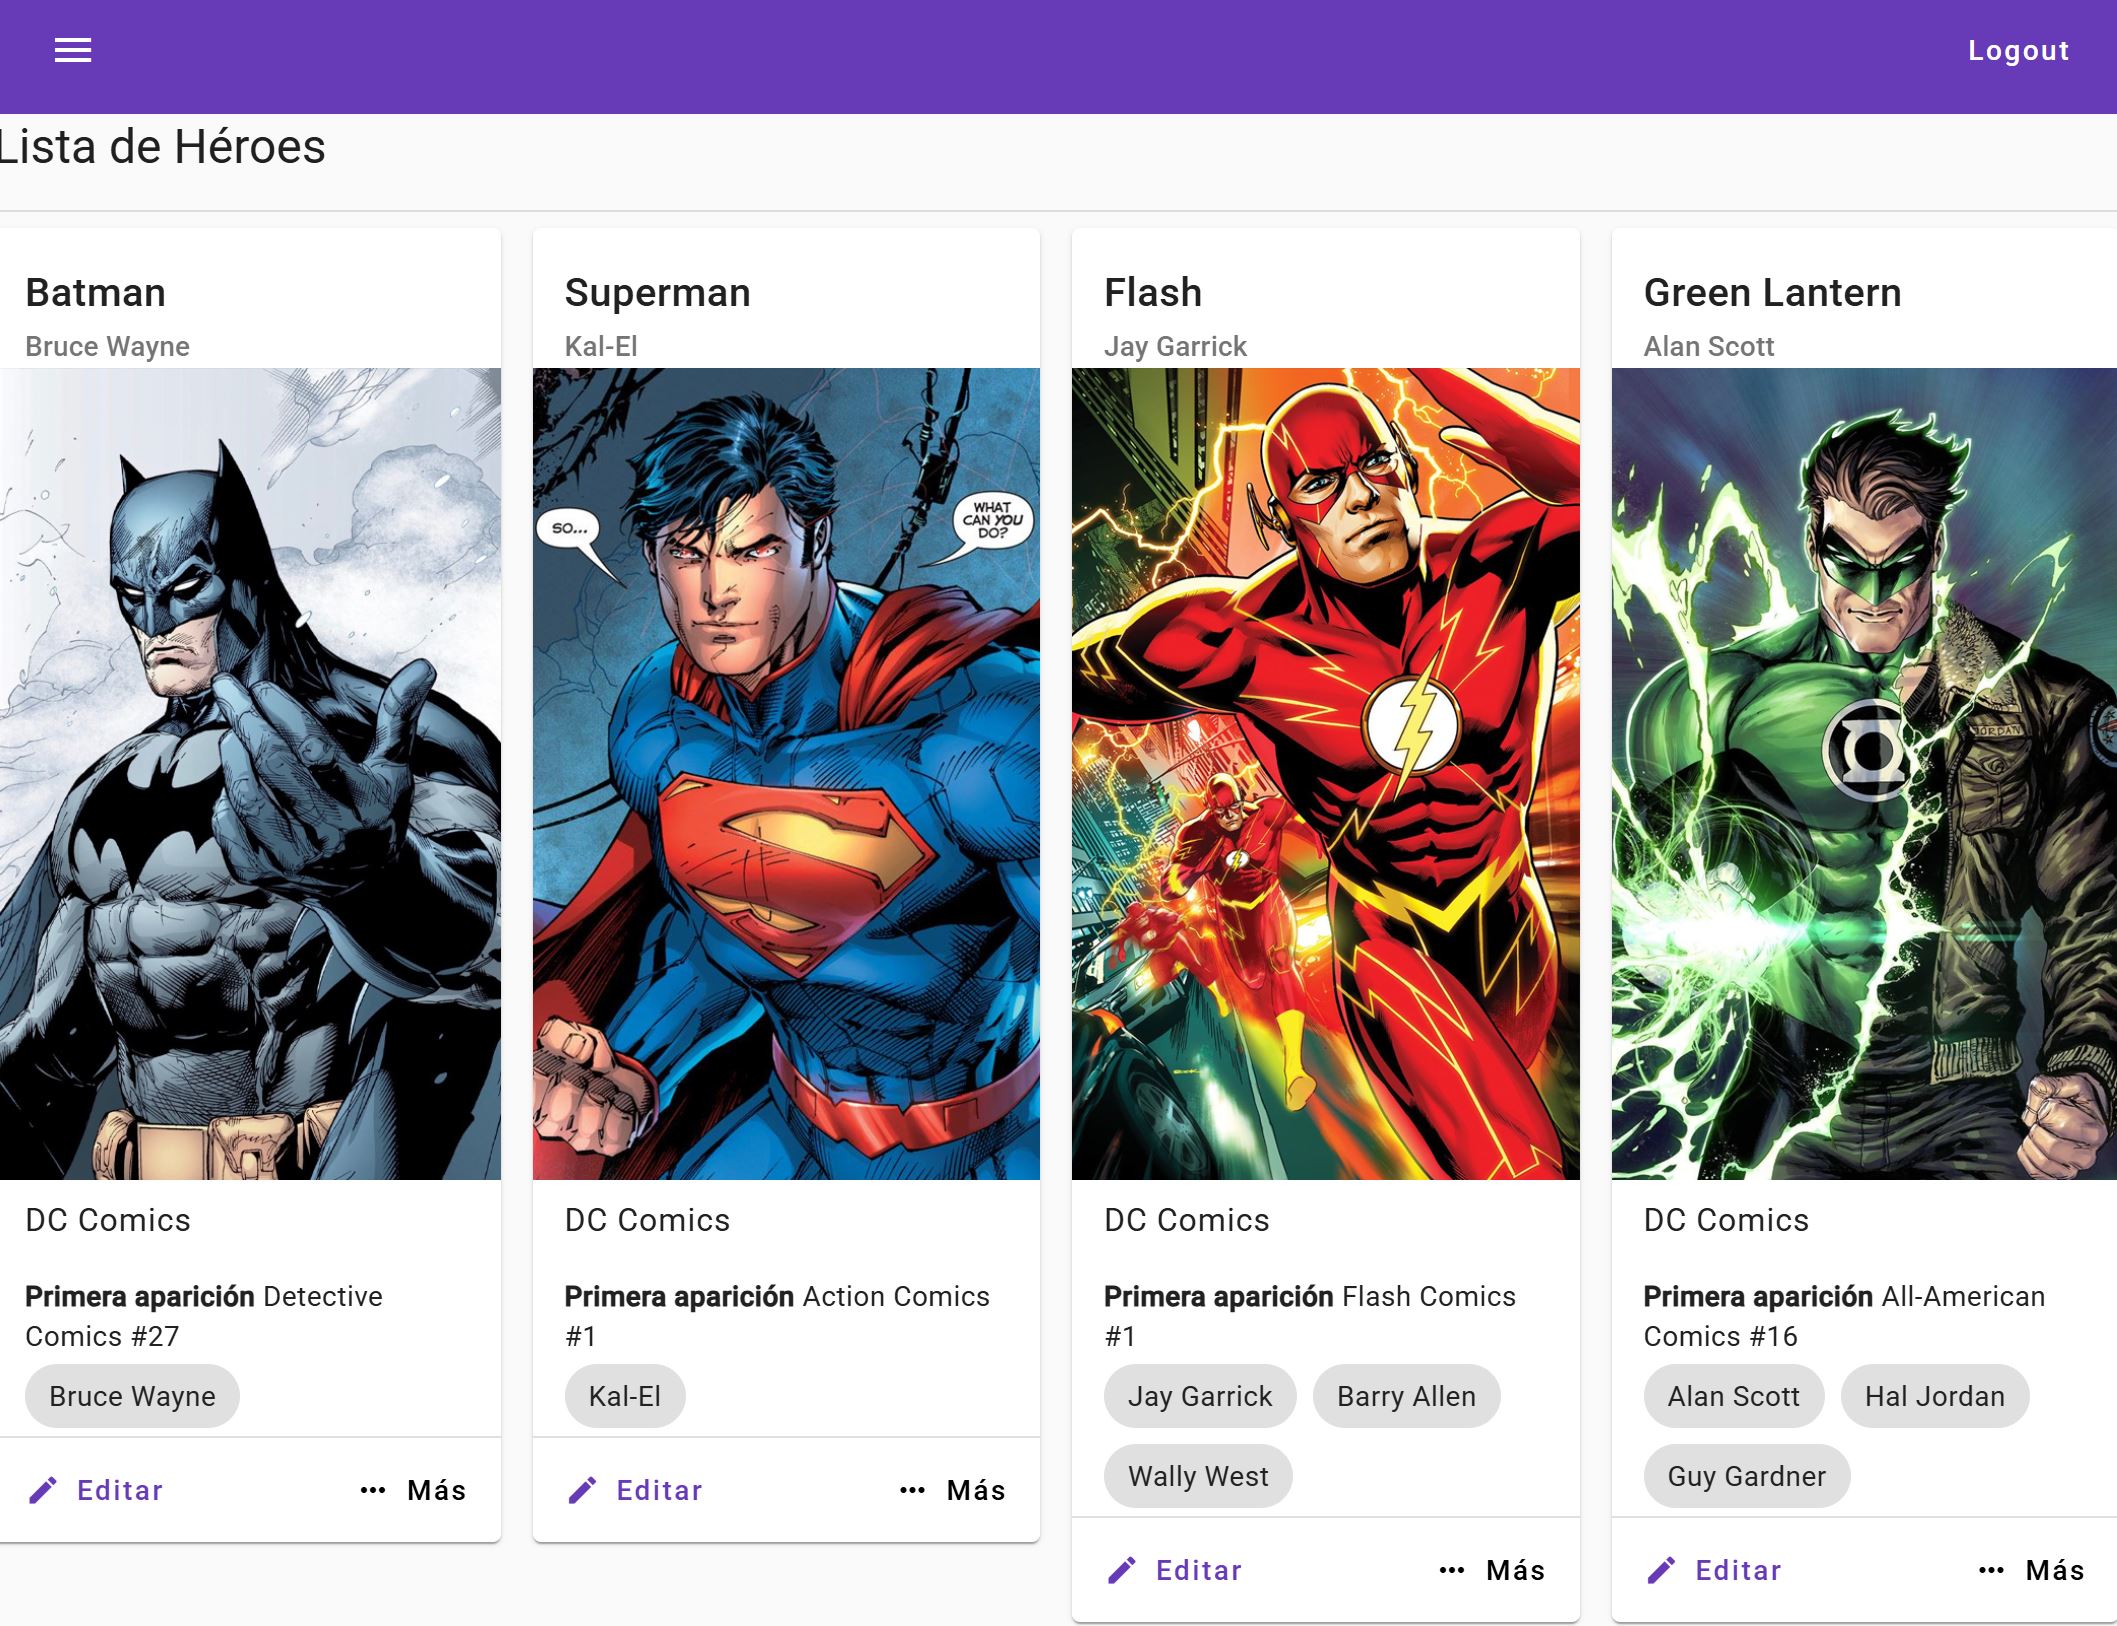 Logout
Lista de Héroes
Batman
Bruce Wayne
SO...
DC Comics
Primera aparición Detective
Comics #27
Bruce Wayne
Editar
Más
Superman
Kal-El
WHAT
CAN YOU
DO?
DC Comics
Primera aparición Action Comics
#1
Kal-El
Editar
Más
Flash
Jay Garrick
DC Comics
Primera aparición Flash Comics
#1
Jay Garrick
Barry Allen
Wally West
Editar
Más
Green Lantern
Alan Scott
JORDAN
DC Comics
Primera aparición All-American
Comics #16
Alan Scott
Hal Jordan
Guy Gardner
Editar
Más